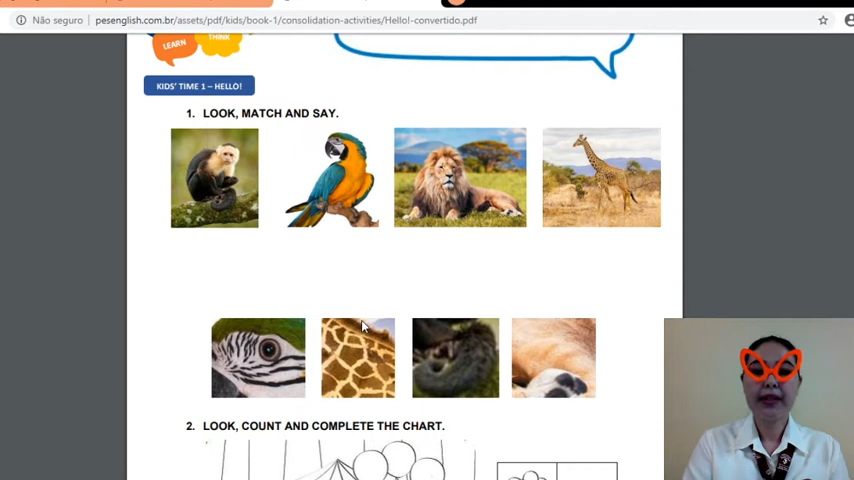 Não seguro
pesenglish.com.br/assets/pdf/kids/book-1/consolidation-activities/Hello!-convertido.pdf
LEARN
THINK
KIDS' TIME 1 – HELLO!
1. LOOK, MATCH AND SAY.
2. LOOK, COUNT AND COMPLETE THE CHART.